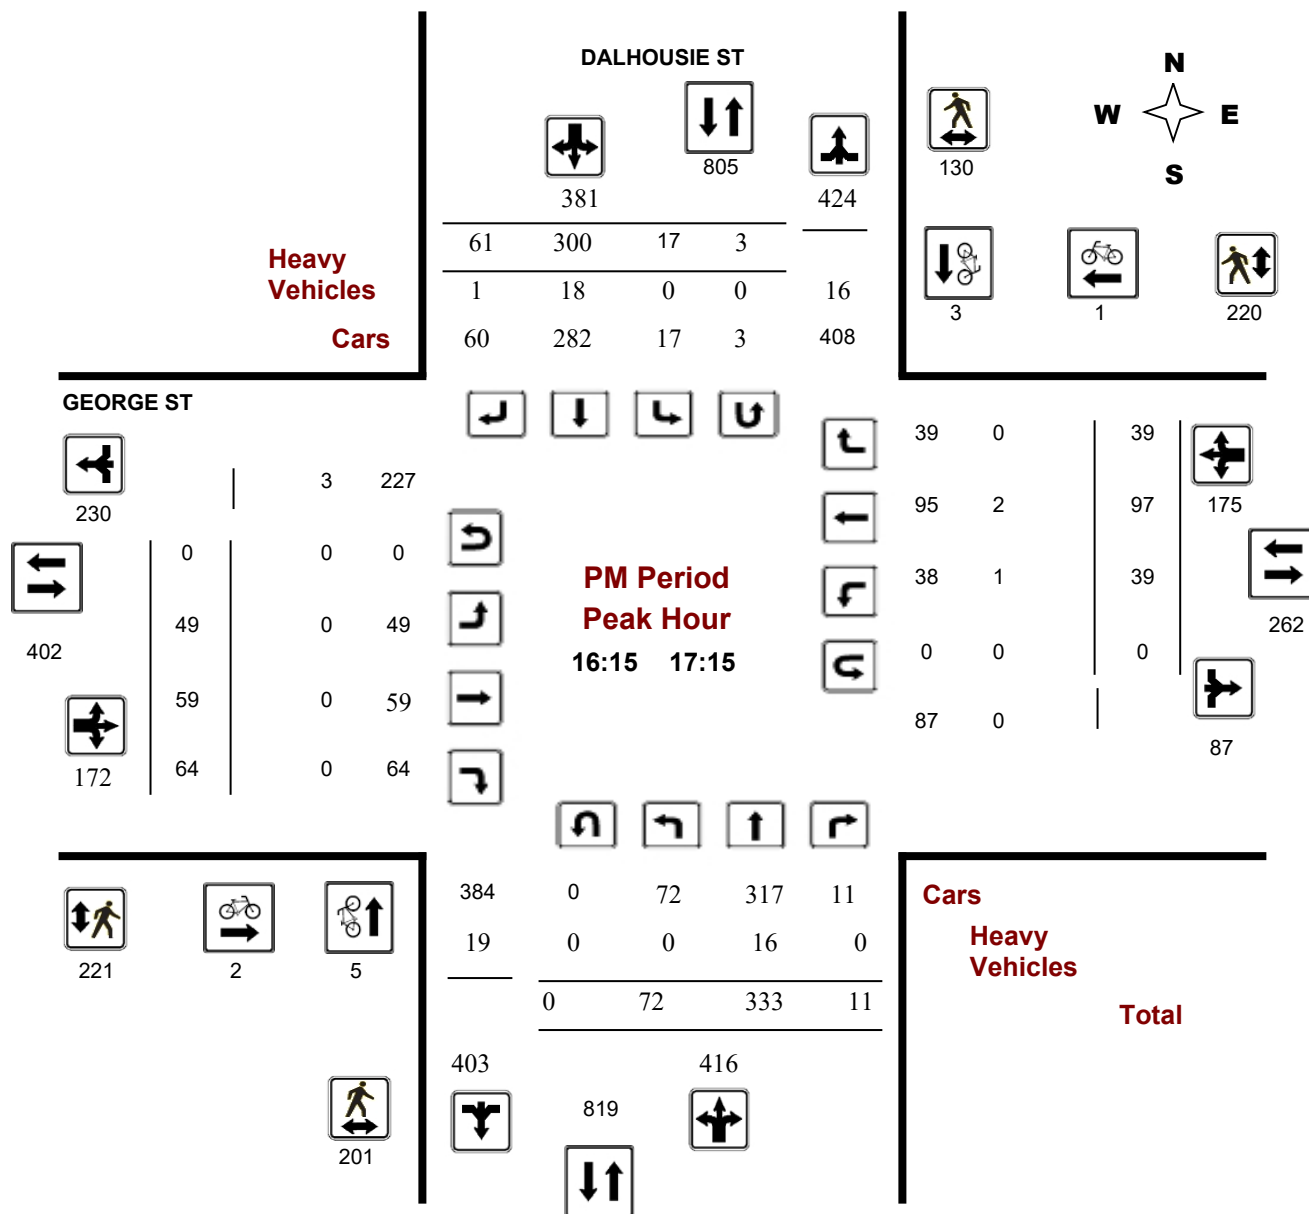 DALHOUSIE ST
N
W E
S
805
130
381 424
61 300 17 3
Heavy
Vehicles
1 18 0 0 16
3 1 220
Cars 60 282 17 3 408
GEORGE ST
39 0 39
3 227
230
95 2 97 175
0 0 0
PM Period
38 1 39
Peak Hour
49 0 49
262
402
16:15 17:15
0 0 0
59 0 59
87 0
87
172 64 0 64
384 0 72 317 11 Cars
19 0 0 16 0 Heavy
Vehicles
221 2 5
0 72 333 11
Total
403 416
819
201